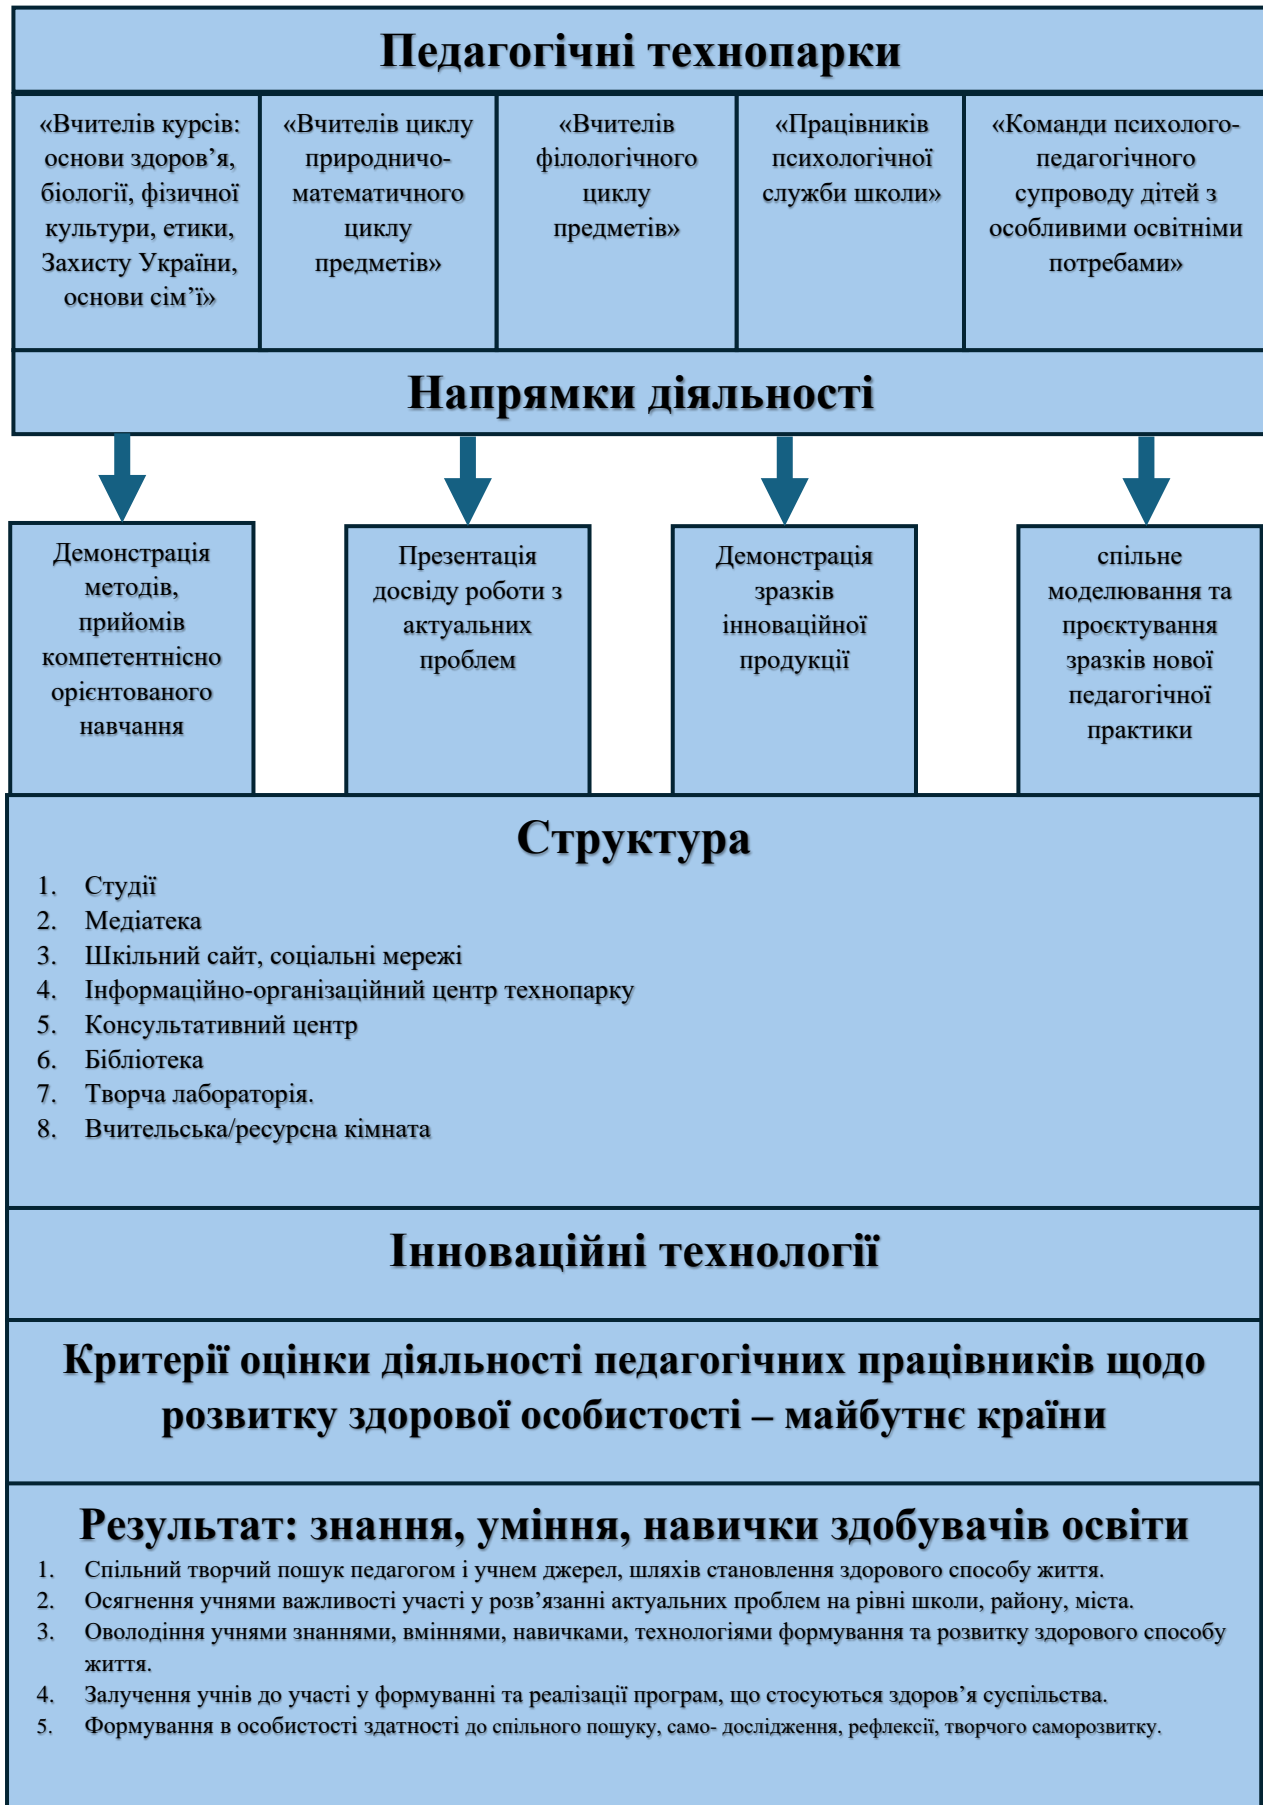 Педагогічні технопарки
«Вчителів курсів:
основи здоров’я,
біології, фізичної
культури, етики,
Захисту України,
основи сім’ї»
«Вчителів циклу
природничо-
математичного
циклу
предметів»
«Вчителів
філологічного
циклу
предметів»
«Працівників
психологічної
служби школи»
«Команди психолого-
педагогічного
супроводу дітей з
особливими освітніми
потребами»
Напрямки діяльності
Демонстрація
методів,
прийомів
компетентнісно
орієнтованого
навчання
Презентація
досвіду роботи з
актуальних
проблем
Демонстрація
зразків
інноваційної
продукції
спільне
моделювання та
проєктування
зразків нової
педагогічної
практики
Структура
1. Студії
2. Медіатека
3. Шкільний сайт, соціальні мережі
4. Інформаційно-організаційний центр технопарку
5. Консультативний центр
6. Бібліотека
7. Творча лабораторія.
8. Вчительська/ресурсна кімната
Інноваційні технології
Критерії оцінки діяльності педагогічних працівників щодо
розвитку здорової особистості – майбутнє країни
Результат: знання, уміння, навички здобувачів освіти
1. Спільний творчий пошук педагогом і учнем джерел, шляхів становлення здорового способу життя.
2. Осягнення учнями важливості участі у розв’язанні актуальних проблем на рівні школи, району, міста.
3. Оволодіння учнями знаннями, вміннями, навичками, технологіями формування та розвитку здорового способу
життя.
4. Залучення учнів до участі у формуванні та реалізації програм, що стосуються здоров’я суспільства.
5. Формування в особистості здатності до спільного пошуку, само- дослідження, рефлексії, творчого саморозвитку.